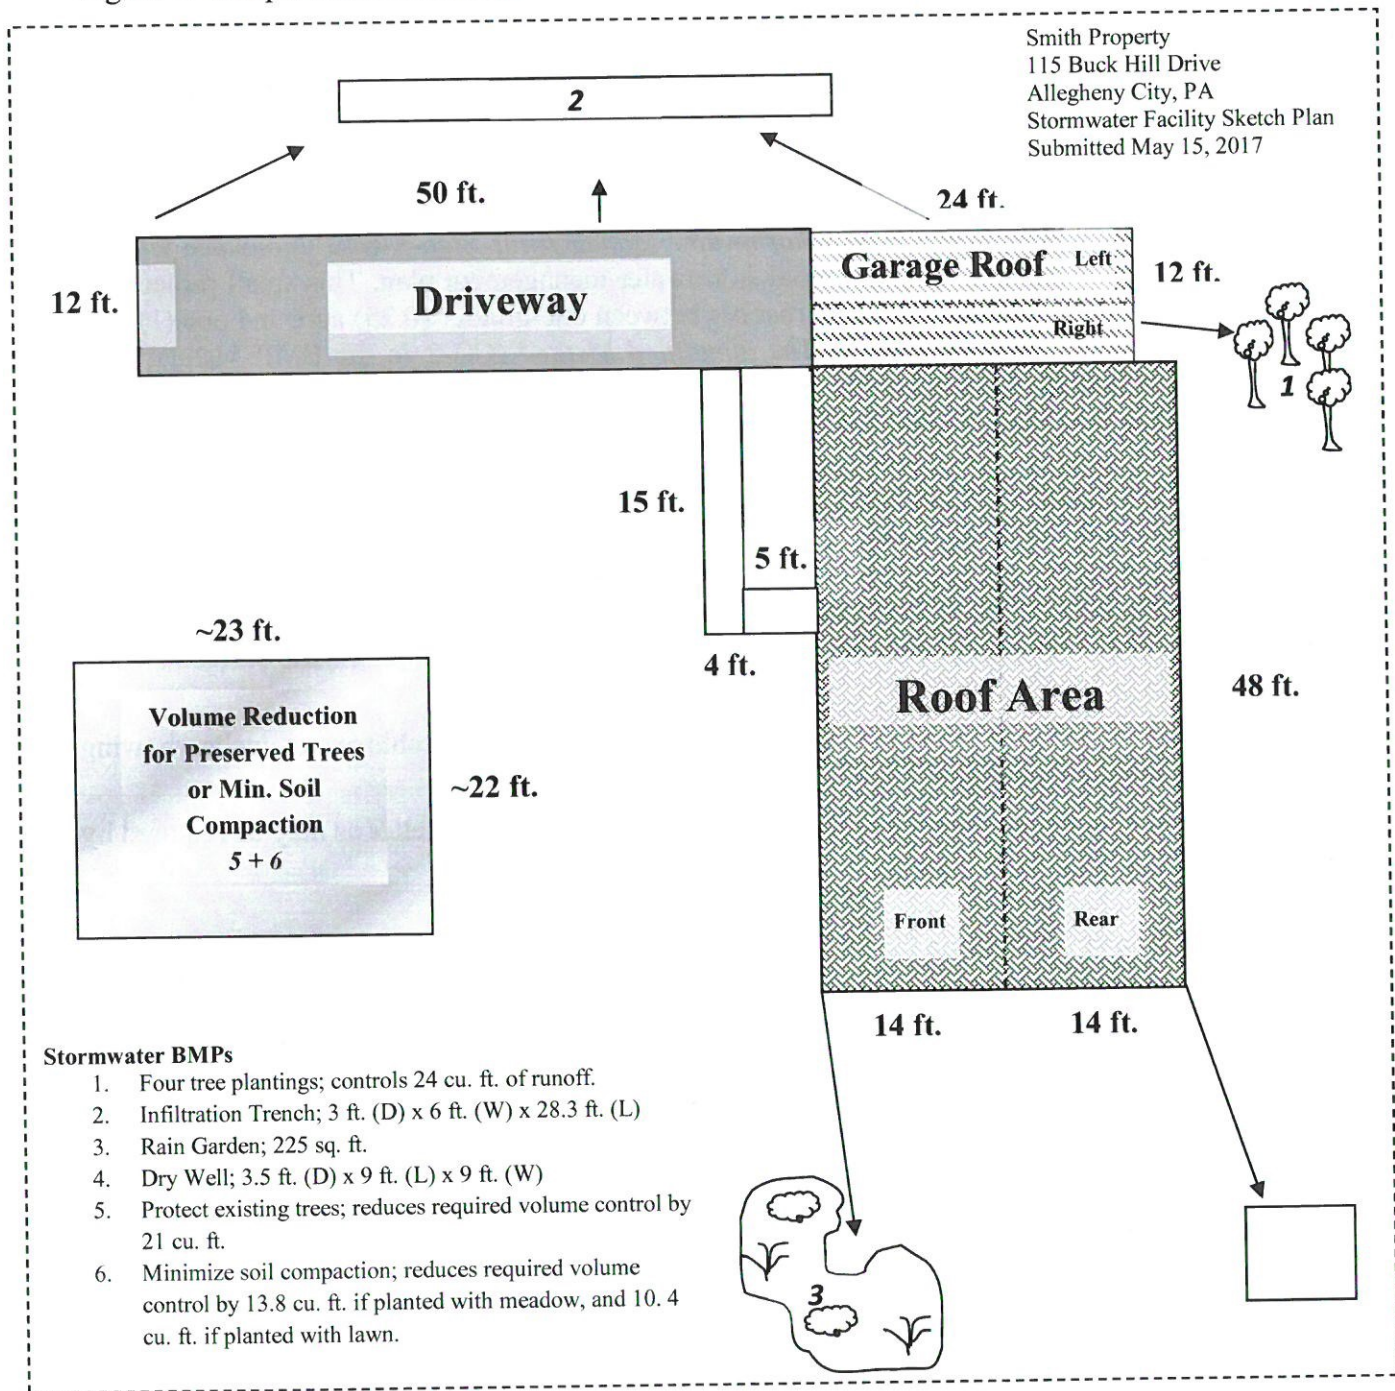 Smith Property
115 Buck Hill Drive
Allegheny City, PA
Stormwater Facility Sketch Plan
Submitted May 15, 2017
2
50 ft.
24 ft.
12 ft.
Driveway
Garage Roof
Left
Right
12 ft.
1
15 ft.
5 ft.
4 ft.
~23 ft.
Volume Reduction
for Preserved Trees
or Min. Soil
Compaction
5 + 6
~22 ft.
Roof Area
48 ft.
Front
Rear
14 ft.
14 ft.
Stormwater BMPs
1. Four tree plantings; controls 24 cu. ft. of runoff.
2. Infiltration Trench; 3 ft. (D) x 6 ft. (W) x 28.3 ft. (L)
3. Rain Garden; 225 sq. ft.
4. Dry Well; 3.5 ft. (D) x 9 ft. (L) x 9 ft. (W)
5. Protect existing trees; reduces required volume control by
21 cu. ft.
6. Minimize soil compaction; reduces required volume
control by 13.8 cu. ft. if planted with meadow, and 10. 4
cu. ft. if planted with lawn.
3